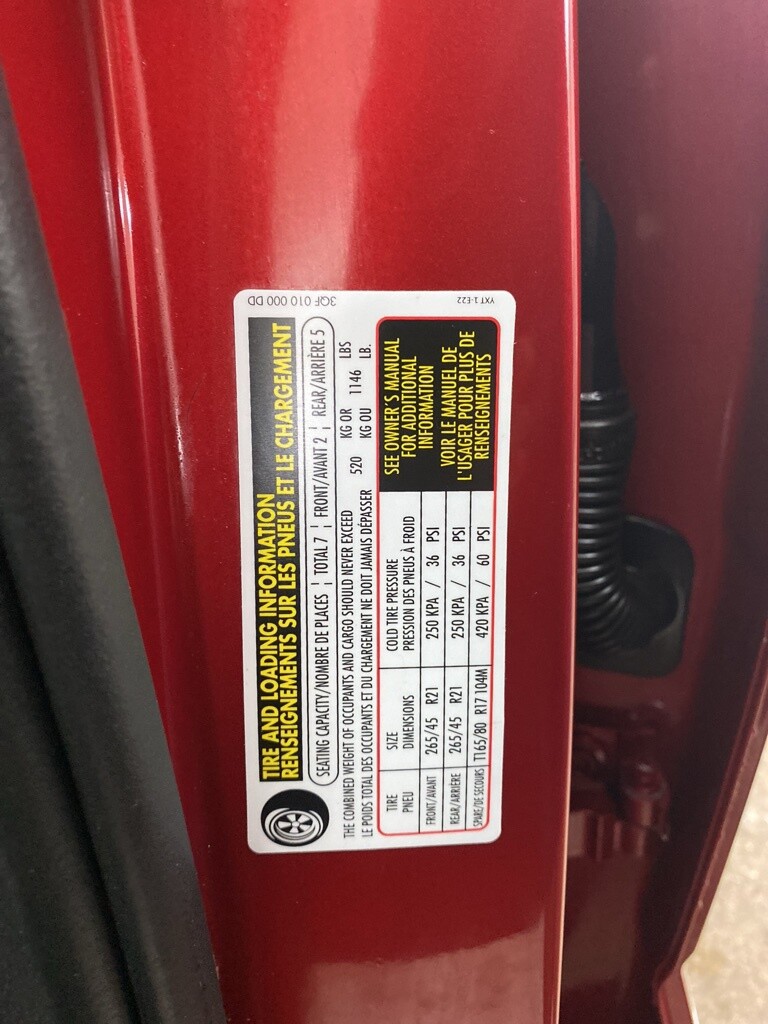 3QF 010 000 DD
TIRE AND LOADING INFORMATION
RENSEIGNEMENTS SUR LES PNEUS ET LE CHARGEMENT
SEATING CAPACITY/NOMBRE DE PLACES ¦ TOTAL 7 ¦ FRONT/AVANT 2 ¦ REAR/ARRIÈRE 5
THE COMBINED WEIGHT OF OCCUPANTS AND CARGO SHOULD NEVER EXCEED 520 KG OR 1146 LBS
LE POIDS TOTAL DES OCCUPANTS ET DU CHARGEMENT NE DOIT JAMAIS DÉPASSER KG OU LB.
TIRE SIZE COLD TIRE PRESSURE
PNEU DIMENSIONS PRESSION DES PNEUS À FROID
FRONT/AVANT 265/45 R21 250 KPA / 36 PSI
REAR/ARRIÈRE 265/45 R21 250 KPA / 36 PSI
SPARE/DE SECOURS T165/80 R17 104M 420 KPA / 60 PSI
SEE OWNER'S MANUAL
FOR ADDITIONAL
INFORMATION
VOIR LE MANUEL DE
L'USAGER POUR PLUS DE
RENSEIGNEMENTS
YXT 1-E22